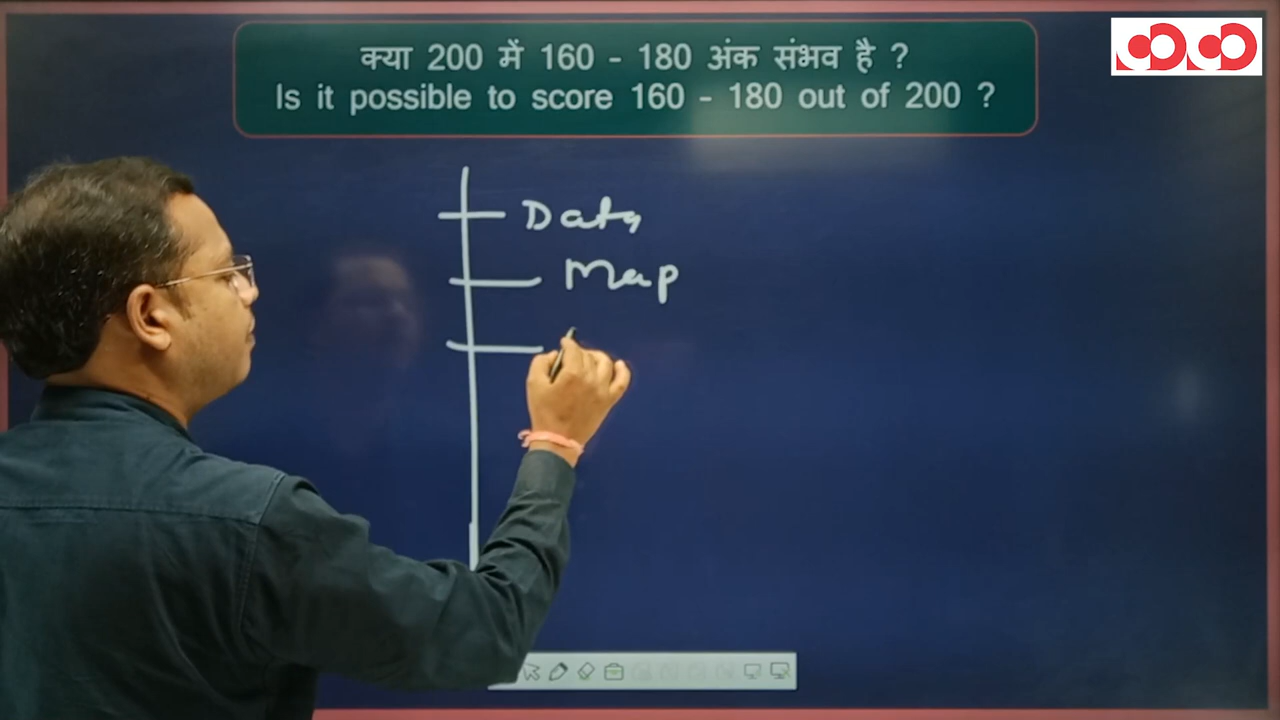 क्या 200 में 160 - 180 अंक संभव है ?
Is it possible to score 160 - 180 out of 200 ?
Data
Map